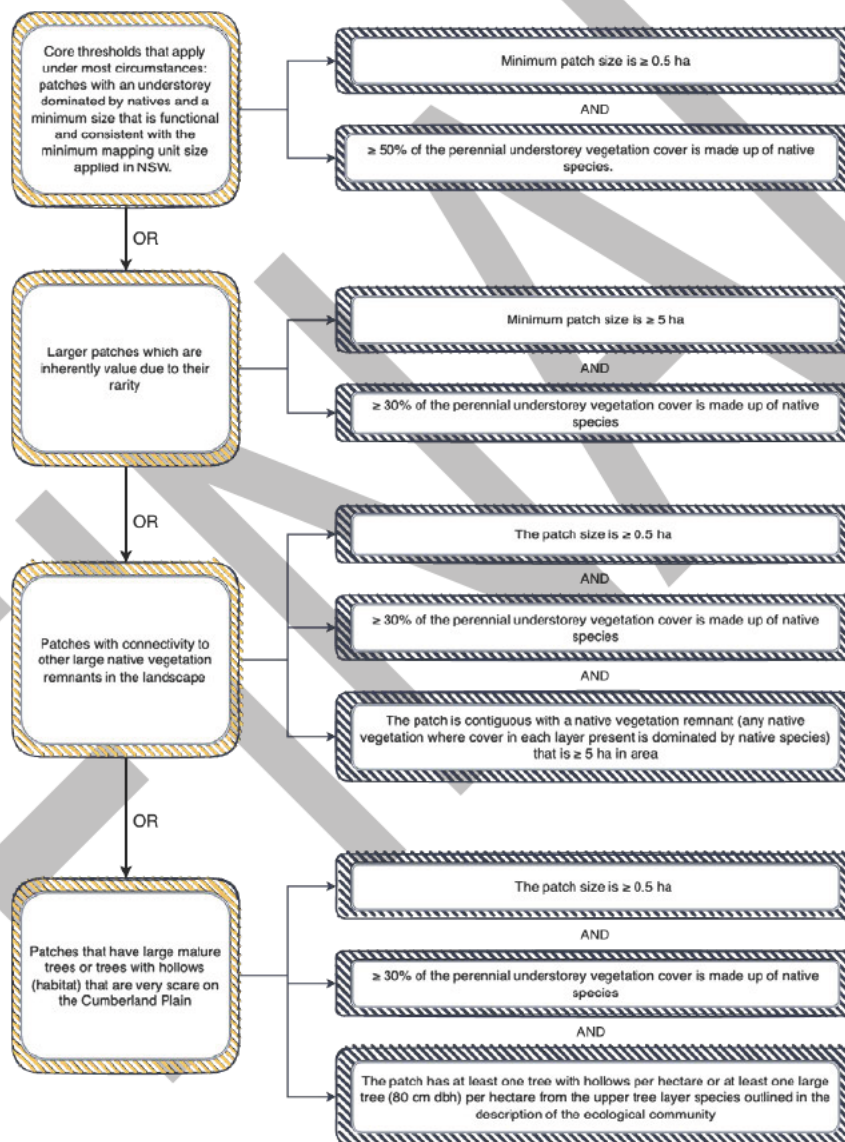 Core thresholds that apply
under most circumstances:
patches with an understorey
dominated by natives and a
minimum size that is functional
and consistent with the
minimum mapping unit size
applied in NSW.
Minimum patch size is ≥ 0.5 ha
AND
≥ 50% of the perennial understorey vegetation cover is made up of native
species.
OR
Larger patches which are
inherently value due to their
rarity
Minimum patch size is ≥ 5 ha
AND
≥ 30% of the perennial understorey vegetation cover is made up of native
species
OR
Patches with connectivity to
other large native vegetation
remnants in the landscape
The patch size is ≥ 0.5 ha
AND
≥ 30% of the perennial understorey vegetation cover is made up of native
species
AND
The patch is contiguous with a native vegetation remnant (any native
vegetation where cover in each layer present is dominated by native species)
that is ≥ 5 ha in area
OR
Patches that have large mature
trees or trees with hollows
(habitat) that are very scare on
the Cumberland Plain
The patch size is ≥ 0.5 ha
AND
≥ 30% of the perennial understorey vegetation cover is made up of native
species
AND
The patch has at least one tree with hollows per hectare or at least one large
tree (80 cm dbh) per hectare from the upper tree layer species outlined in the
description of the ecological community